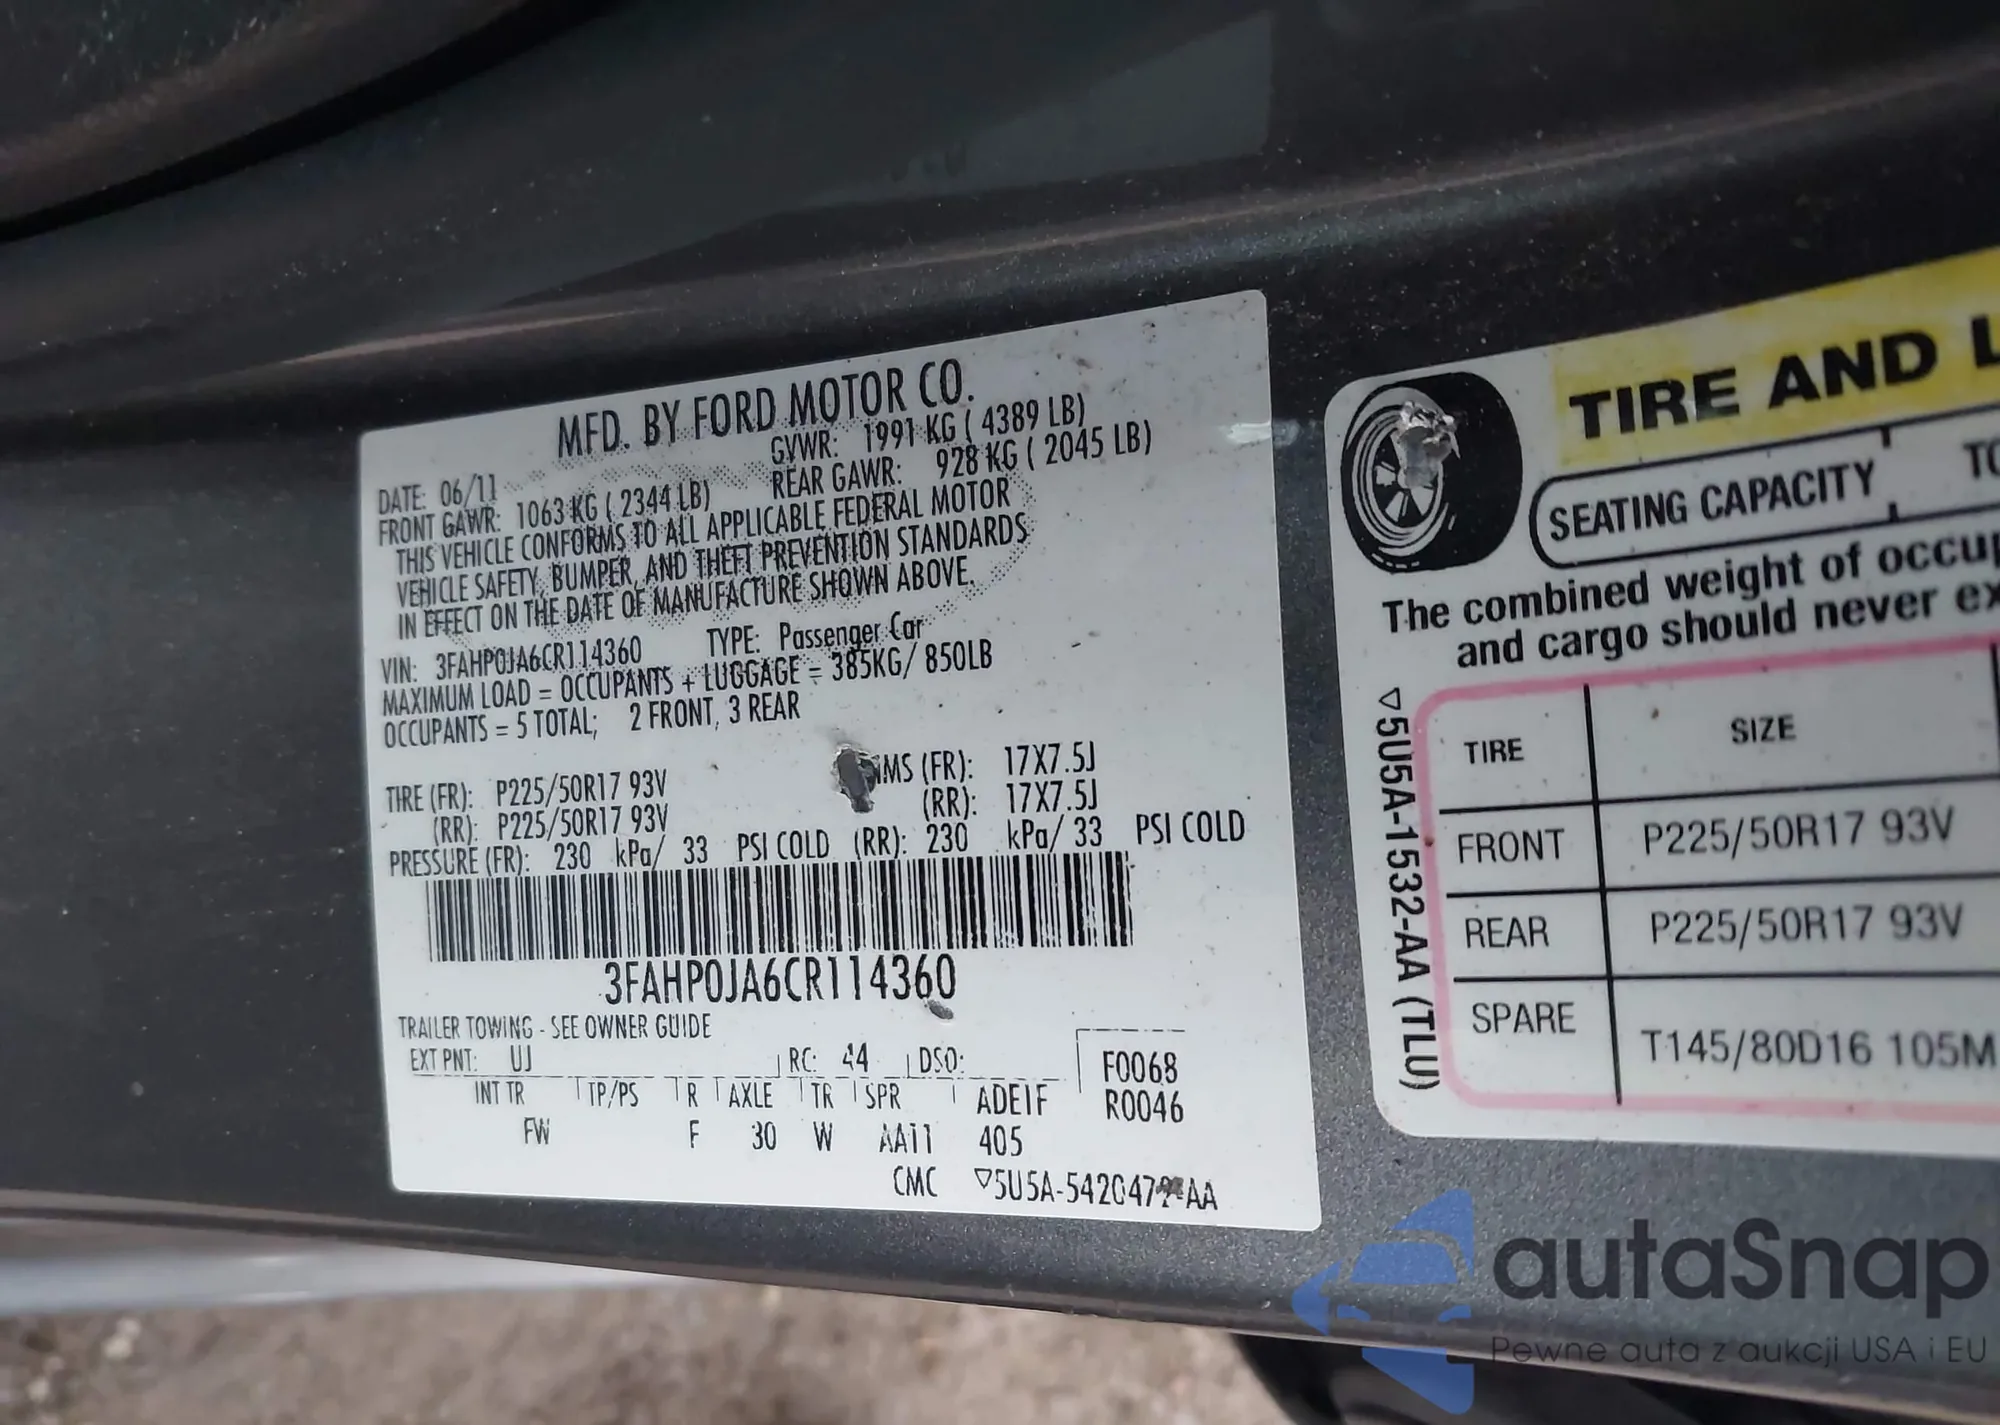 MFD. BY FORD MOTOR CO.
DATE: 06/11 GVWR: 1991 KG ( 4389 LB)
FRONT GAWR: 1063 KG ( 2344 LB) REAR GAWR: 928 KG ( 2045 LB)
THIS VEHICLE CONFORMS TO ALL APPLICABLE FEDERAL MOTOR
VEHICLE SAFETY, BUMPER, AND THEFT PREVENTION STANDARDS
IN EFFECT ON THE DATE OF MANUFACTURE SHOWN ABOVE.
VIN: 3FAHP0JA6CR114360 TYPE: Passenger Car
MAXIMUM LOAD = OCCUPANTS + LUGGAGE = 385KG/ 850LB
OCCUPANTS = 5 TOTAL; 2 FRONT, 3 REAR
TIRE (FR): P225/50R17 93V (FR): 17X7.5J
(RR): P225/50R17 93V (RR): 17X7.5J
PRESSURE (FR): 230 kPa/ 33 PSI COLD (RR): 230 kPa/ 33 PSI COLD
3FAHP0JA6CR114360
TRAILER TOWING - SEE OWNER GUIDE
EXT PNT: UJ RC: 44 DSO:
F0068
INT TR TP/PS R AXLE TR SPR ADEIF
R0046
FW F 30 W AA11 405
CMC ▽5U5A-
TIRE AND
SEATING CAPACITY
The combined weight of
and cargo should never
▽5U5A-1532-AA (TLU)
TIRE SIZE
FRONT P225/50R17 93V
REAR P225/50R17 93V
SPARE T145/80D16 105M
autaSnap
Pewne auta z aukcji USA i EU